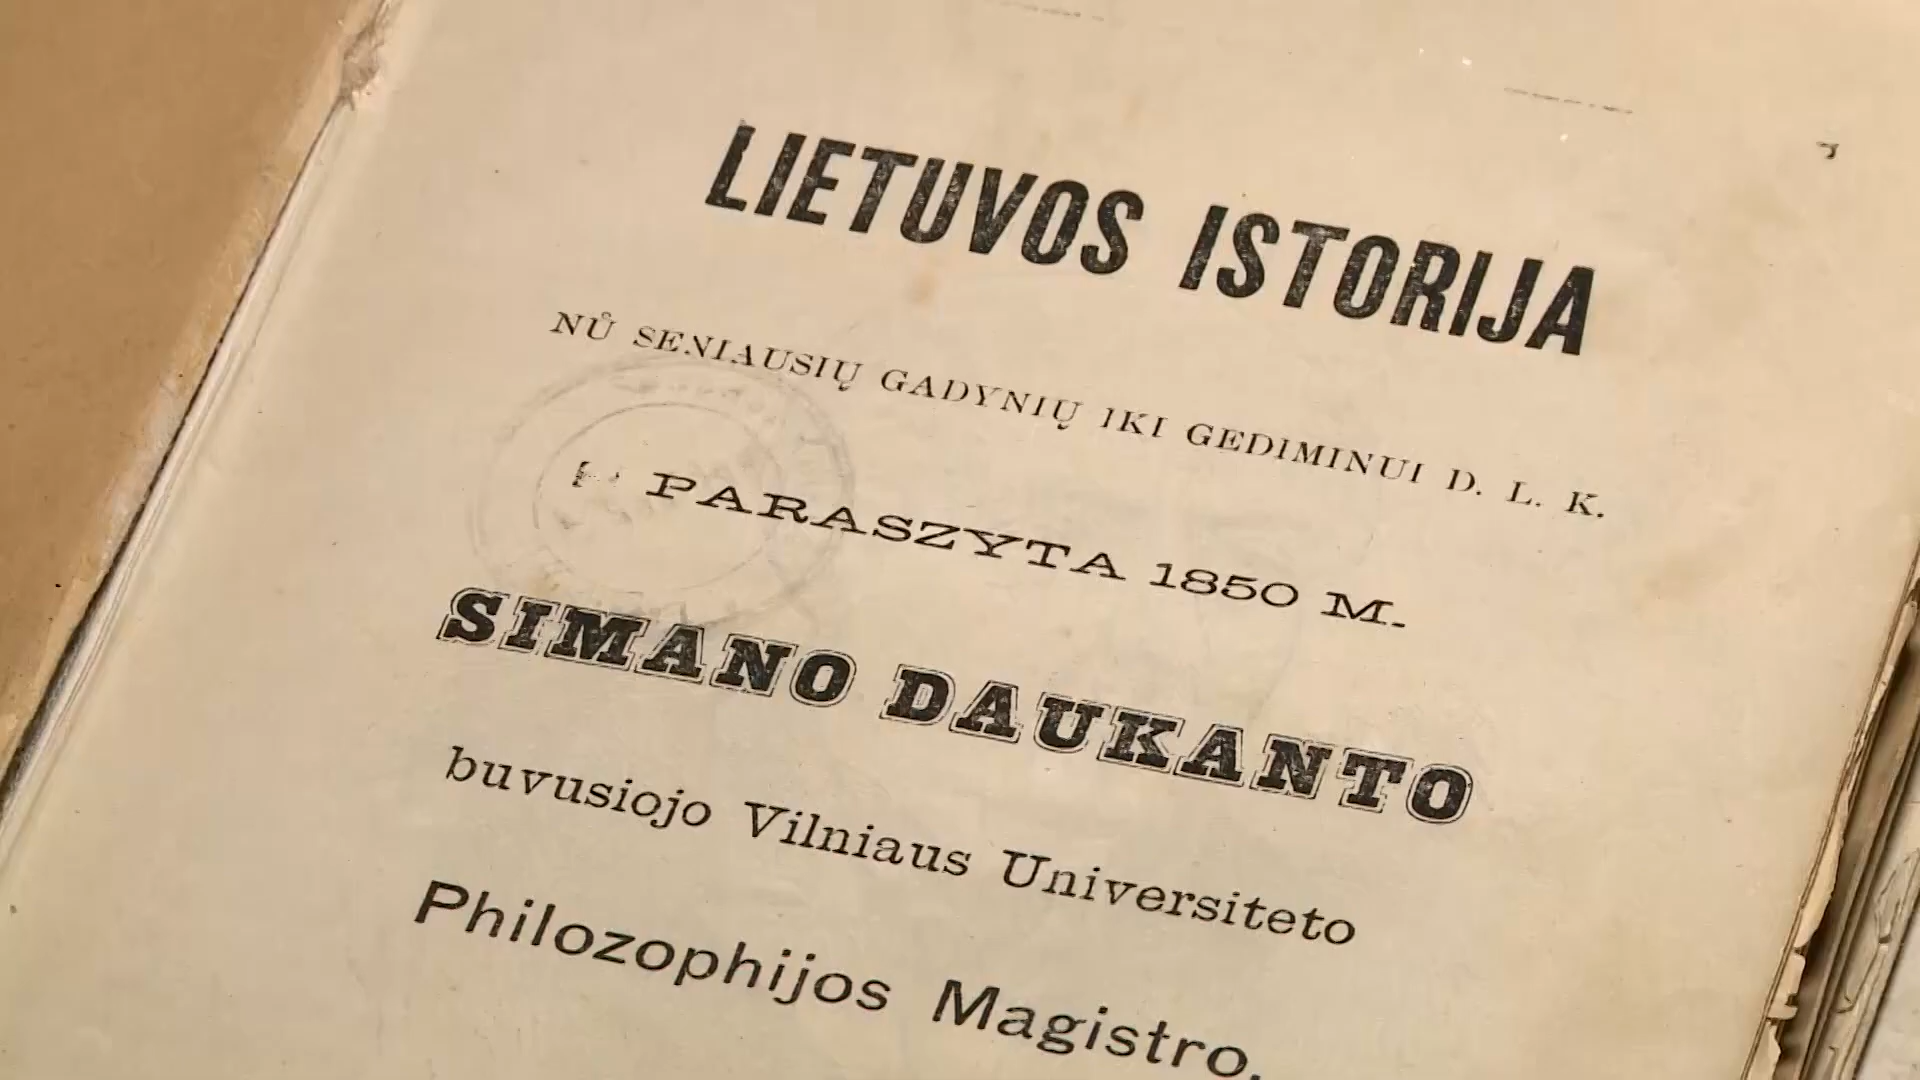 LIETUVOS ISTORIJA
NŮ SENIAUSIŲ GADYNIŲ IKI GEDIMINUI D. L. K.
PARASZYTA 1850 M.
SIMANO DAUKANTO
buvusiojo Vilniaus Universiteto
Philozophijos Magistro.